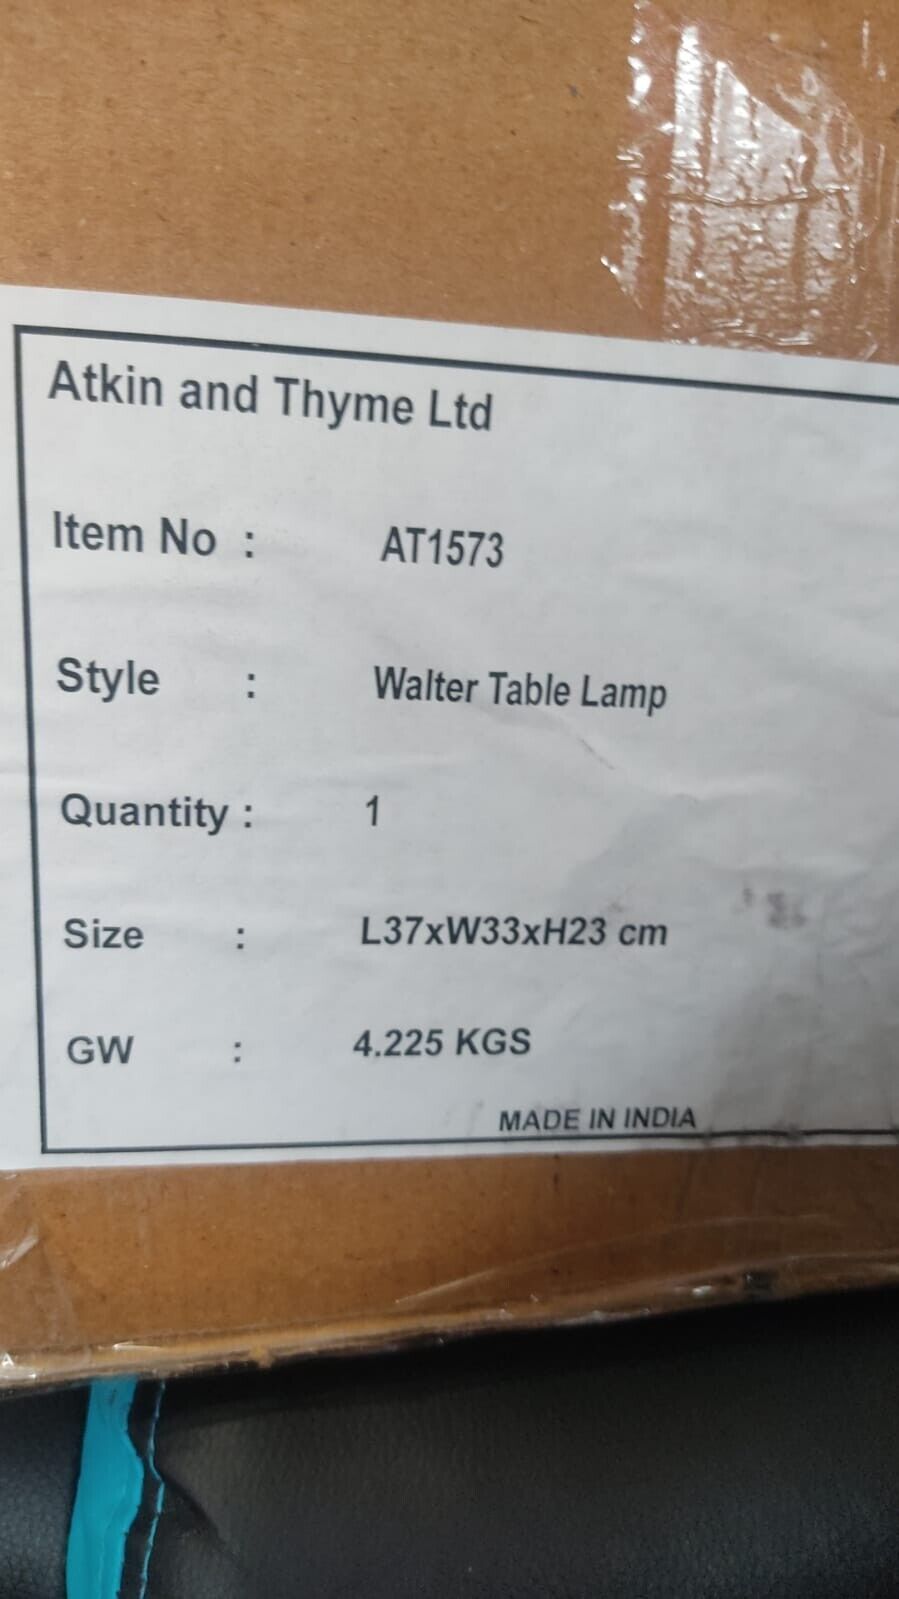 Atkin and Thyme Ltd
Item No : AT1573
Style : Walter Table Lamp
Quantity : 1
Size : L37xW33xH23 cm
GW : 4.225 KGS
MADE IN INDIA